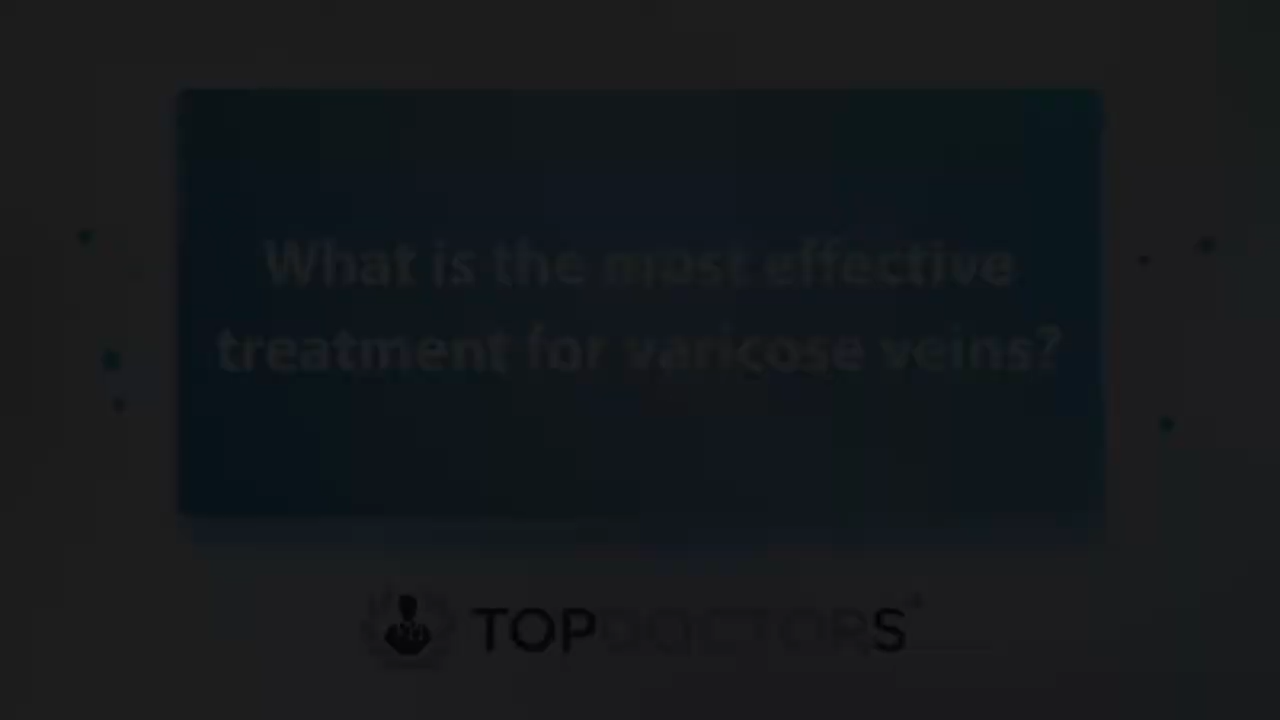 What is the most effective
treatment for varicose veins?
TOPDOCTORS